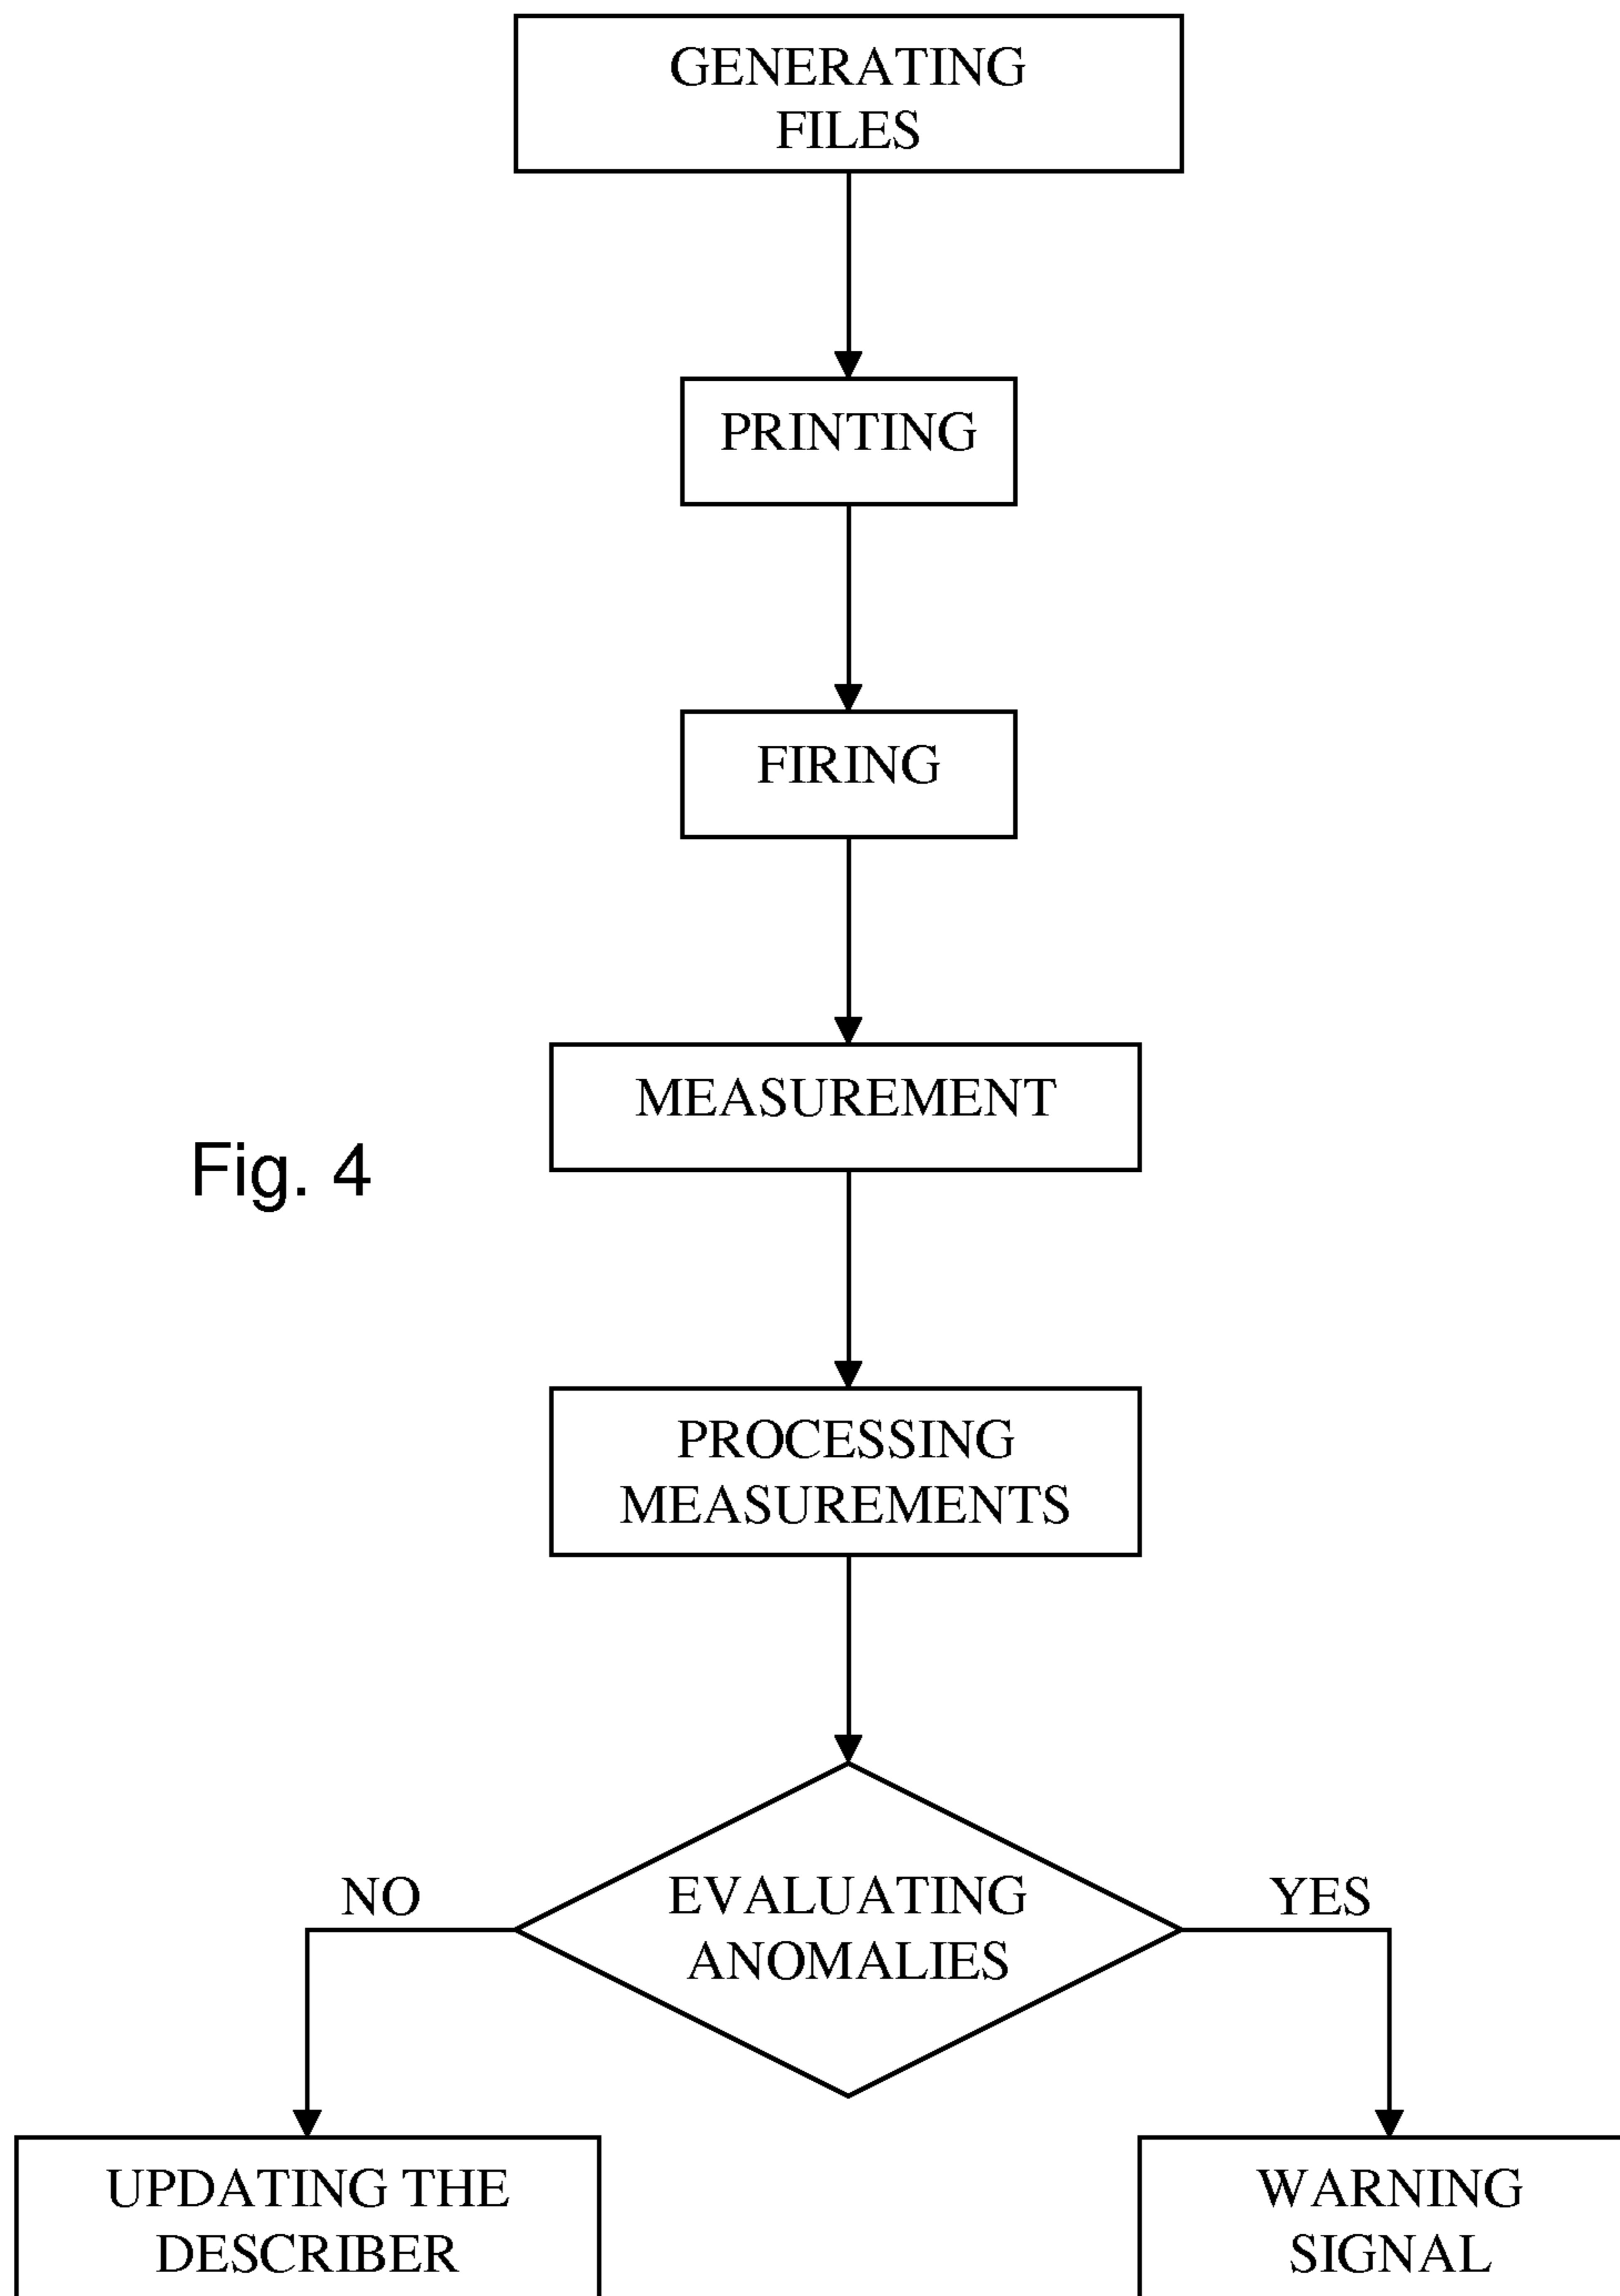 GENERATING
FILES
PRINTING
FIRING
MEASUREMENT
Fig. 4
PROCESSING
MEASUREMENTS
NO
EVALUATING
ANOMALIES
YES
UPDATING THE
DESCRIBER
WARNING
SIGNAL